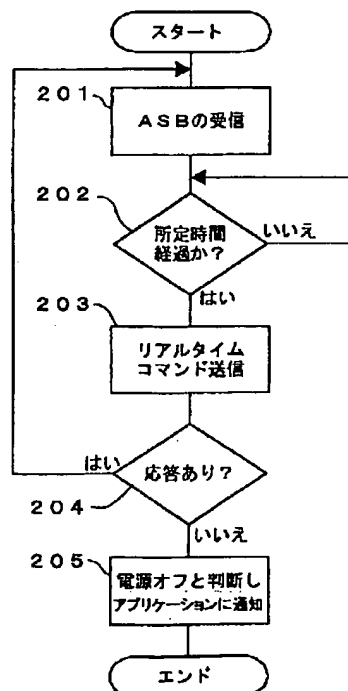 スタート
201
ASBの受信
202
所定時間
経過か?
いいえ
はい
203
リアルタイム
コマンド送信
はい
応答あり?
204
いいえ
205
電源オフと判断し
アプリケーションに通知
エンド